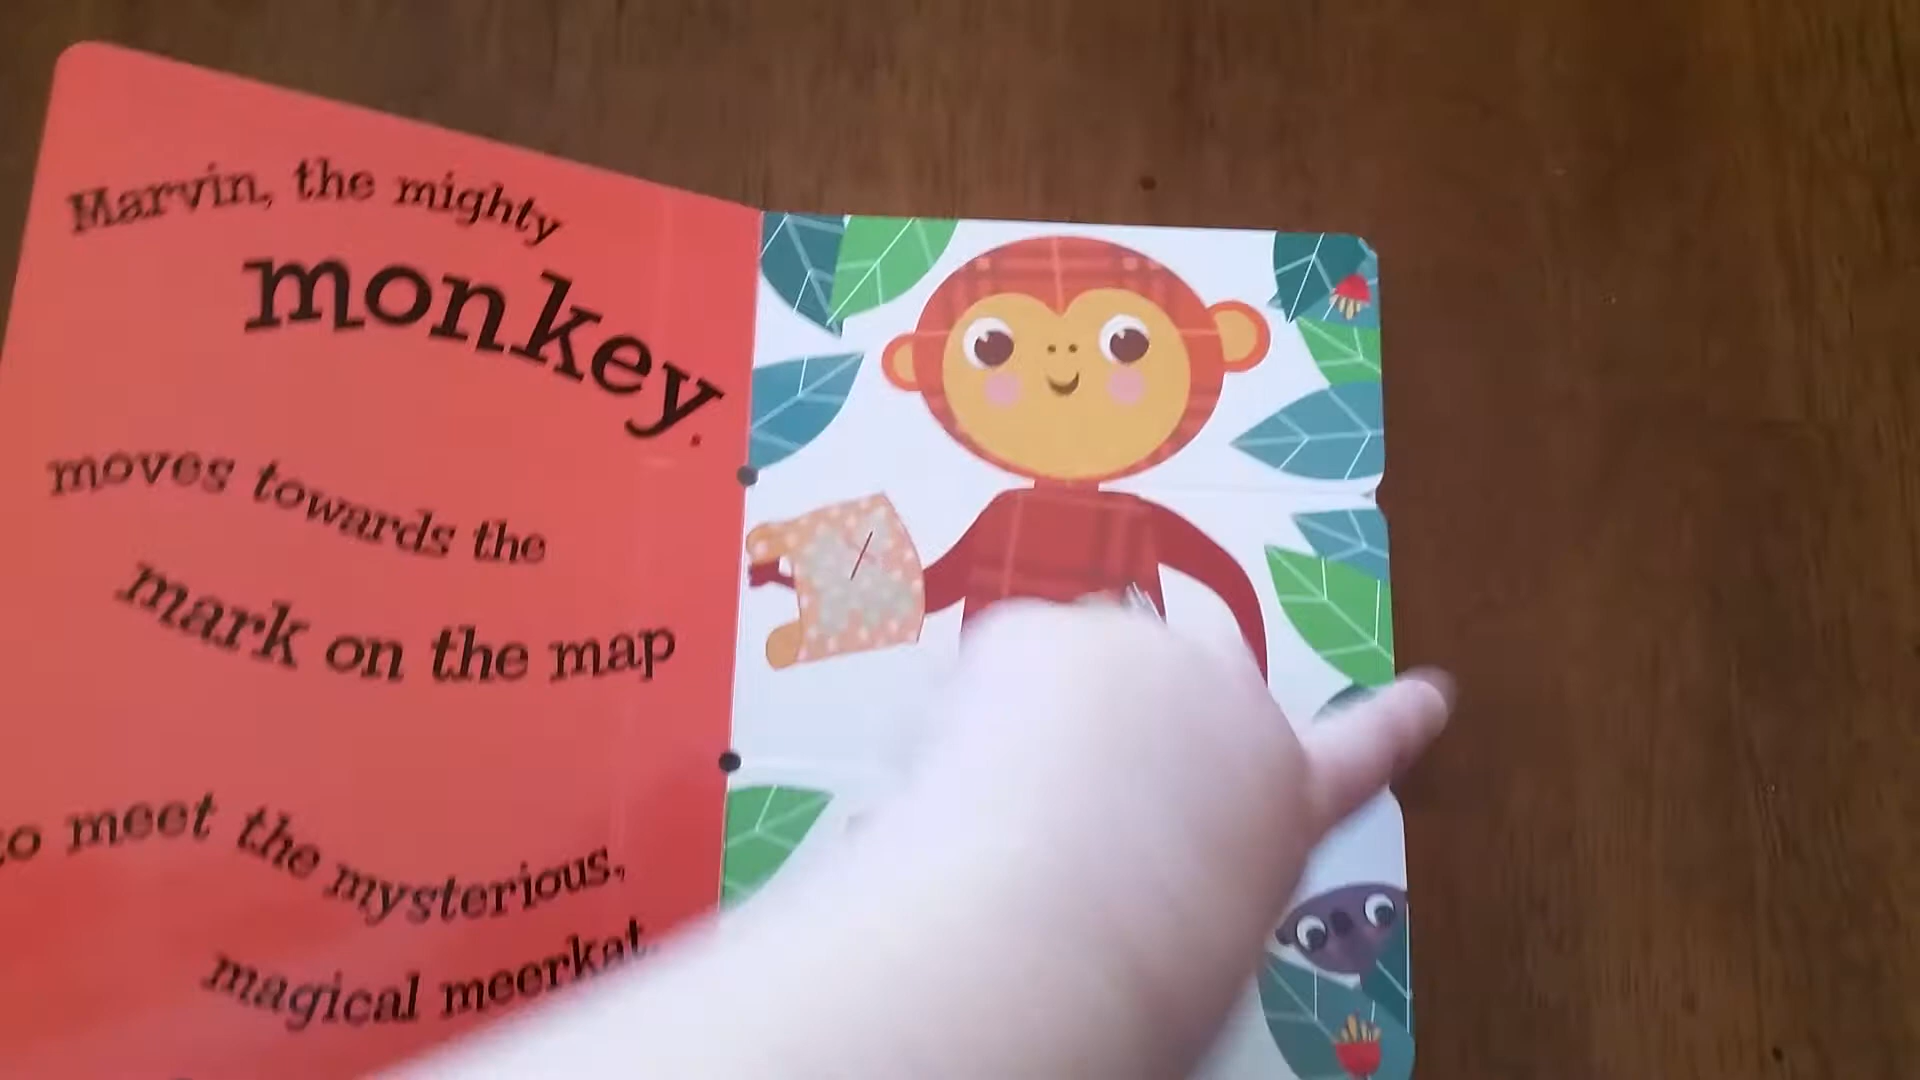 Marvin, the mighty
monkey.
moves towards the
mark on the map
to meet the mysterious,
magical meerkat.